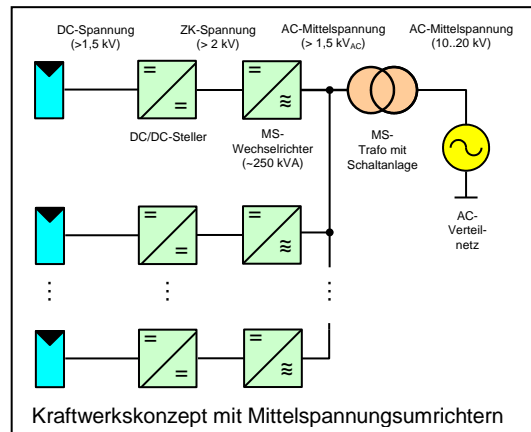 DC-Spannung
(>1,5 kV)
ZK-Spannung
(> 2 kV)
AC-Mittelspannung
(> 1,5 kVAC)
AC-Mittelspannung
(10..20 kV)
DC/DC-Steller
MS-
Wechselrichter
(~250 kVA)
MS-
Trafo mit
Schaltanlage
AC-
Verteil-
netz
Kraftwerkskonzept mit Mittelspannungsumrichtern